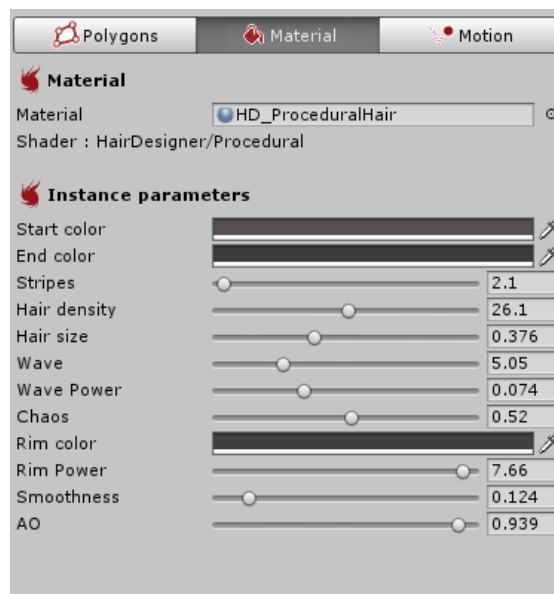 Polygons Material Motion
Material
Material HD_ProceduralHair
Shader : HairDesigner/Procedural
Instance parameters
Start color
End color
Stripes 2.1
Hair density 26.1
Hair size 0.376
Wave 5.05
Wave Power 0.074
Chaos 0.52
Rim color
Rim Power 7.66
Smoothness 0.124
AO 0.939